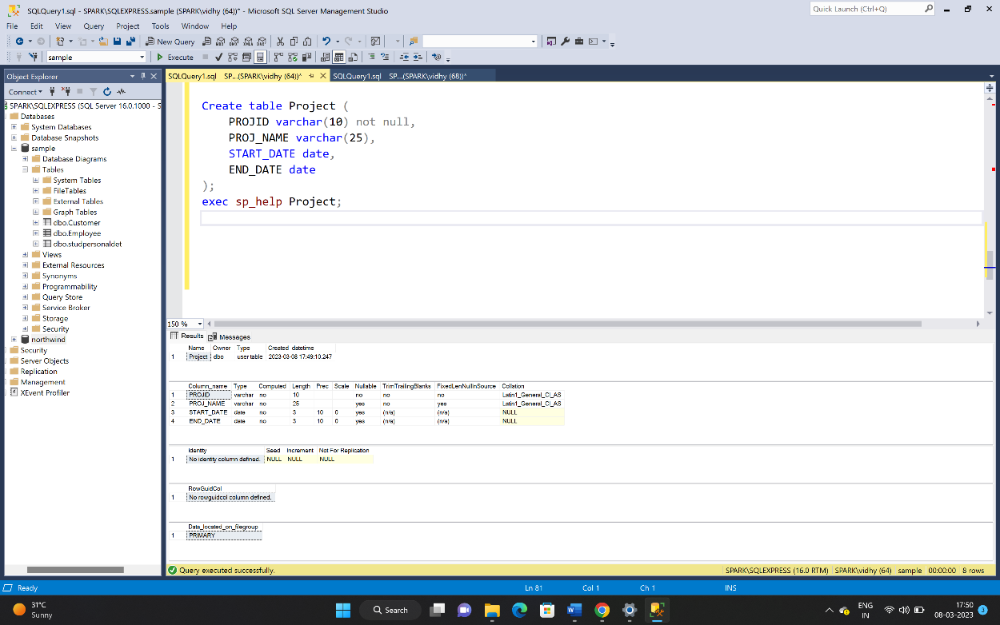 SQLQuery1.sql - SPARK\SQLEXPRESS.sample (SPARK\vidhy (64))* - Microsoft SQL Server Management Studio
Quick Launch (Ctrl+Q)
File Edit View Query Project Tools Window Help
New Query
sample
Execute
Object Explorer
SQLQuery1.sql SP...(SPARK\vidhy (64))*
SQLQuery1.sql SP...(SPARK\vidhy (68))*
Connect
SPARK\SQLEXPRESS (SQL Server 16.0.1000 - S
Databases
System Databases
Database Snapshots
sample
Database Diagrams
Tables
System Tables
FileTables
External Tables
Graph Tables
dbo.Customer
dbo.Employee
dbo.studpersonaldet
Views
External Resources
Synonyms
Programmability
Query Store
Service Broker
Storage
Security
northwind
Security
Server Objects
Replication
Management
XEvent Profiler
Create table Project (
PROJID varchar(10) not null,
PROJ_NAME varchar(25),
START_DATE date,
END_DATE date
);
exec sp_help Project;
150 %
Results Messages
Name Owner Type Created_datetime
1 Project dbo user table 2023-03-08 17:49:10.247
Column_name Type Computed Length Prec Scale Nullable TrimTrailingBlanks FixedLenNullInSource Collation
1 PROJID varchar no 10 no no no Latin1_General_CI_AS
2 PROJ_NAME varchar no 25 yes no yes Latin1_General_CI_AS
3 START_DATE date no 3 10 0 yes (n/a) (n/a) NULL
4 END_DATE date no 3 10 0 yes (n/a) (n/a) NULL
Identity Seed Increment Not For Replication
1 No identity column defined. NULL NULL NULL
RowGuidCol
1 No rowguidcol column defined.
Data_located_on_filegroup
1 PRIMARY
Query executed successfully.
SPARK\SQLEXPRESS (16.0 RTM) SPARK\vidhy (64) sample 00:00:00 8 rows
Ready Ln 81 Col 1 Ch 1 INS
31°C
Sunny
Search
ENG
IN
17:50
08-03-2023
3